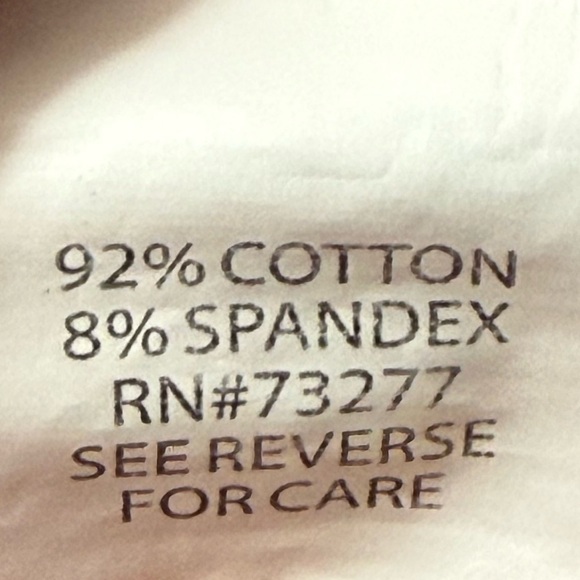 92% COTTON
8% SPANDEX
RN#73277
SEE REVERSE
FOR CARE